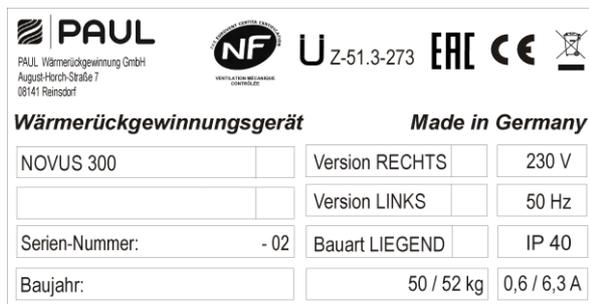 PAUL
PAUL Wärmerückgewinnung GmbH
August-Horch-Straße 7
08141 Reinsdorf
NF
VENTILATION MÉCANIQUE
CONTRÔLÉE
Ü Z-51.3-273
EAC
CE
Wärmerückgewinnungsgerät
Made in Germany
NOVUS 300
Version RECHTS
230 V
Version LINKS
50 Hz
Serien-Nummer: - 02
Bauart LIEGEND
IP 40
Baujahr:
50 / 52 kg
0,6 / 6,3 A